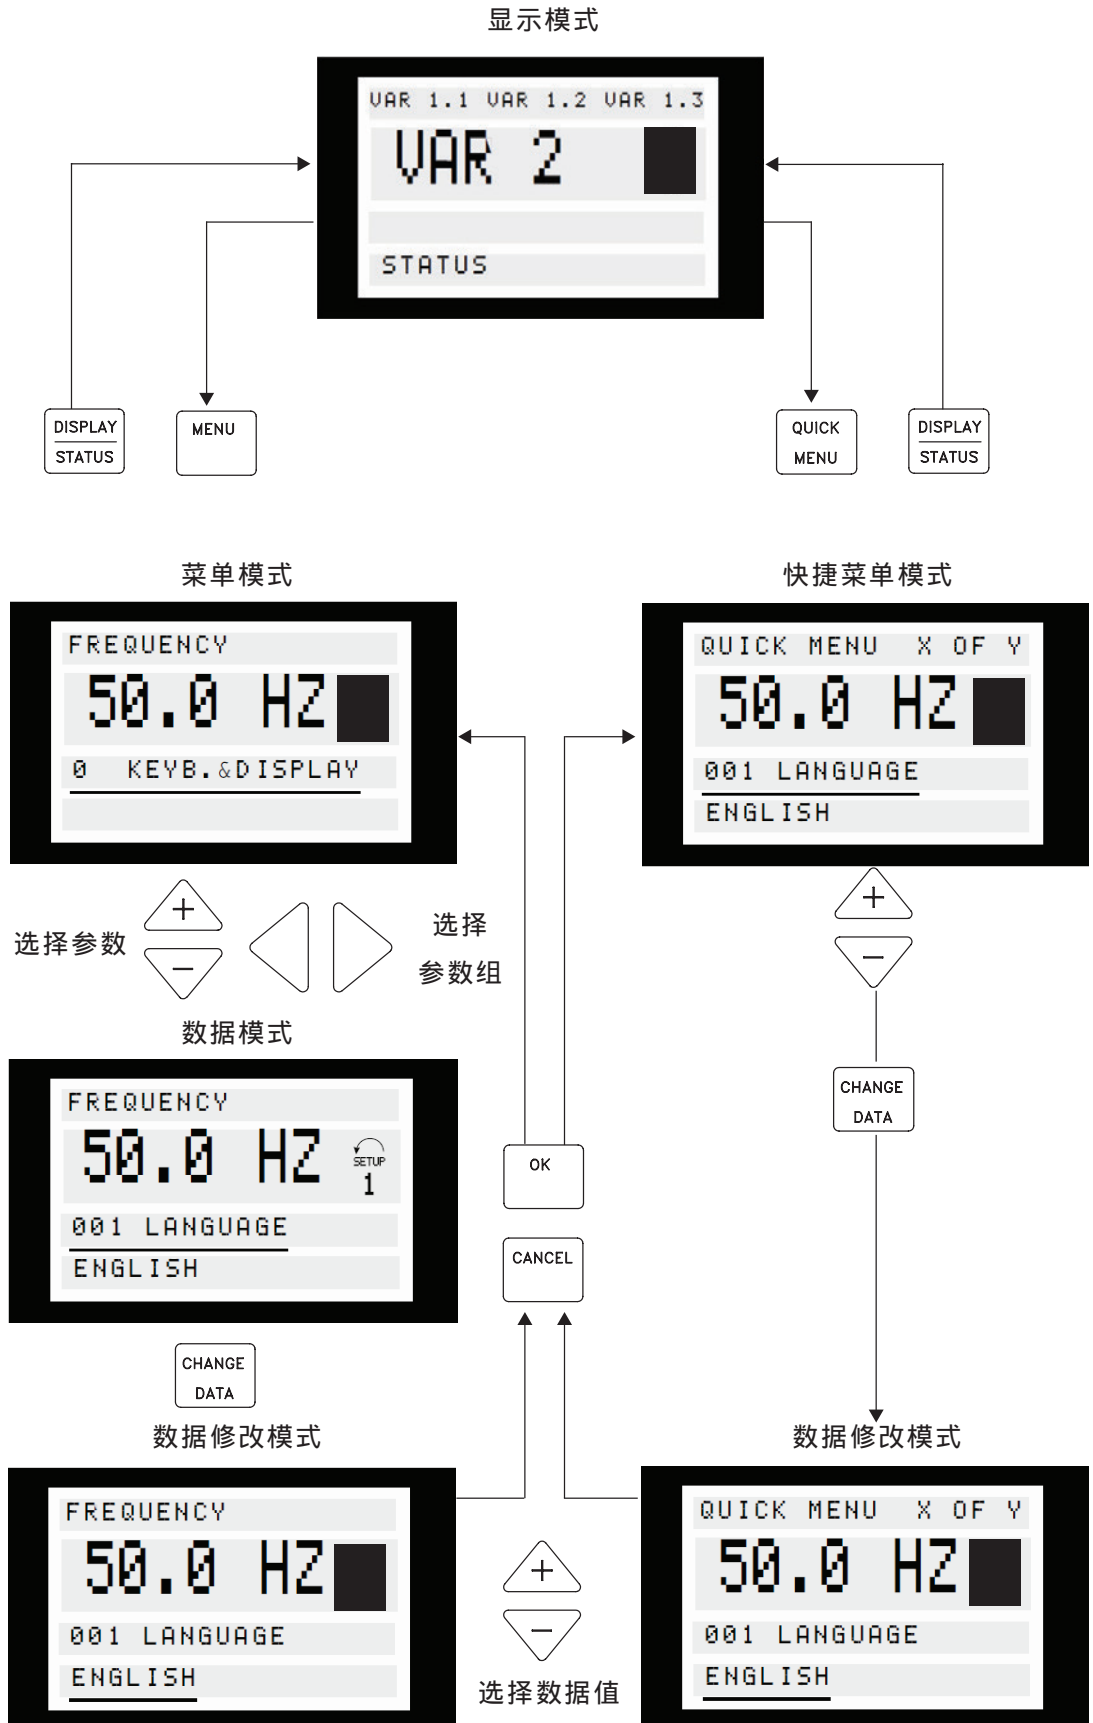 显示模式
VAR 1.1 VAR 1.2 VAR 1.3
VAR 2
STATUS
DISPLAY
STATUS
MENU
QUICK
MENU
DISPLAY
STATUS
菜单模式
FREQUENCY
50.0 HZ
0 KEYB.&DISPLAY
快捷菜单模式
QUICK MENU X OF Y
50.0 HZ
001 LANGUAGE
ENGLISH
选择参数
+
−
选择
参数组
+
−
数据模式
FREQUENCY
50.0 HZ
SETUP
1
001 LANGUAGE
ENGLISH
CHANGE
DATA
OK
CANCEL
CHANGE
DATA
数据修改模式
FREQUENCY
50.0 HZ
001 LANGUAGE
ENGLISH
+
−
选择数据值
数据修改模式
QUICK MENU X OF Y
50.0 HZ
001 LANGUAGE
ENGLISH